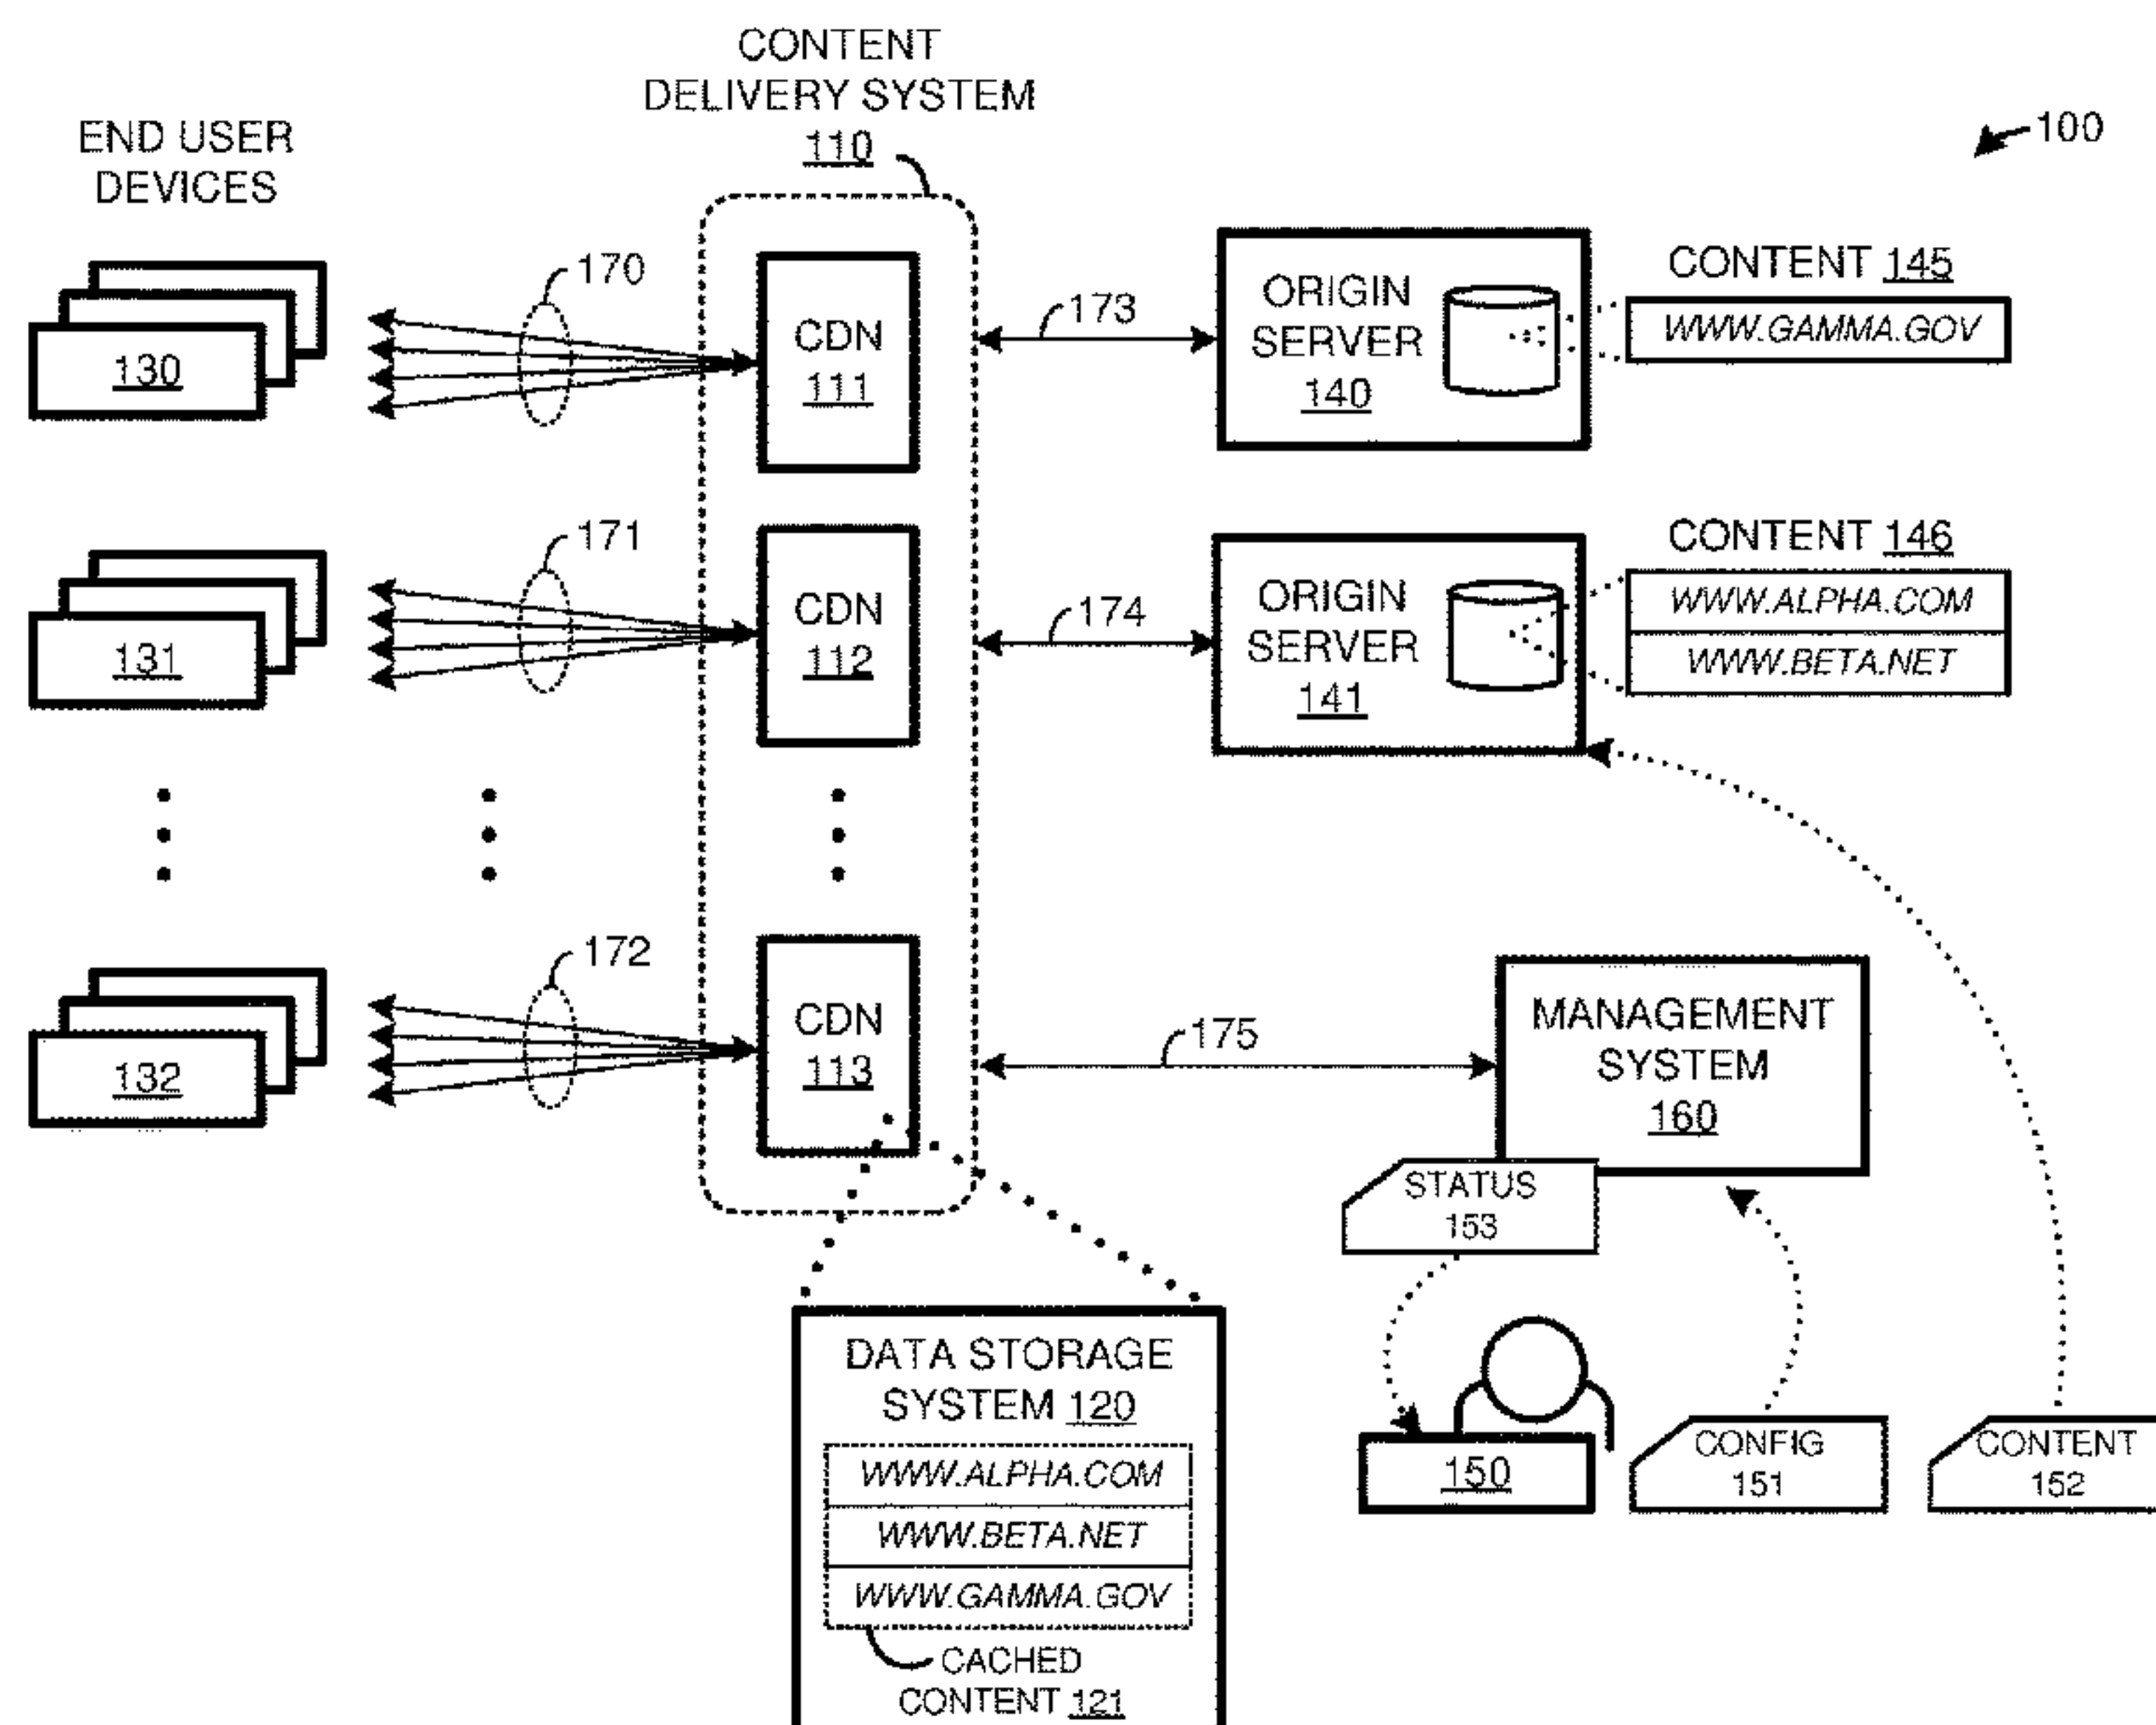 CONTENT
DELIVERY SYSTEM
110
END USER
DEVICES
100
130
170
CDN
111
173
ORIGIN
SERVER
140
CONTENT 145
WWW.GAMMA.GOV
131
171
CDN
112
174
ORIGIN
SERVER
141
CONTENT 146
WWW.ALPHA.COM
WWW.BETA.NET
132
172
CDN
113
175
MANAGEMENT
SYSTEM
160
STATUS
153
DATA STORAGE
SYSTEM 120
WWW.ALPHA.COM
WWW.BETA.NET
WWW.GAMMA.GOV
CACHED
CONTENT 121
150
CONFIG
151
CONTENT
152